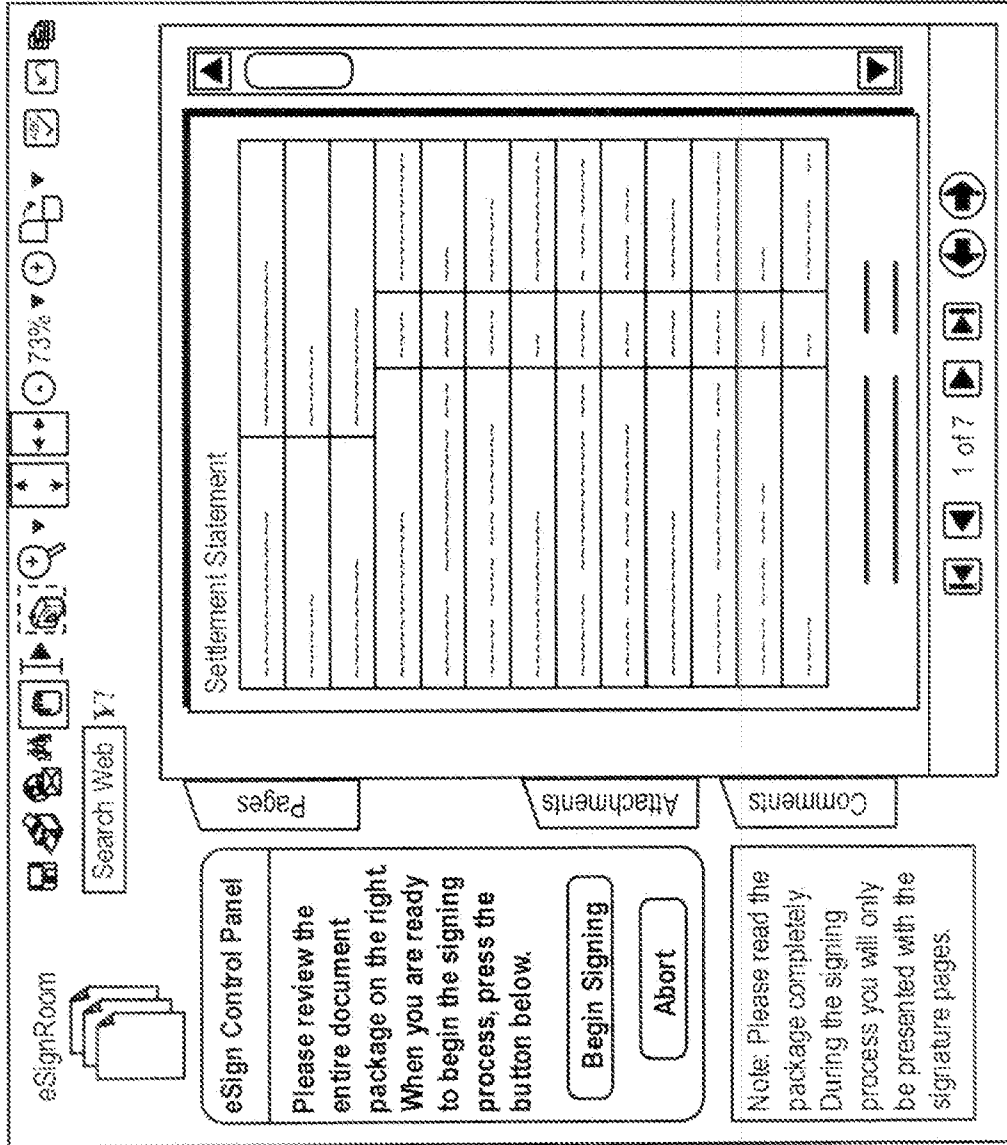 eSignRoom
73%
Search Web
Y!
eSign Control Panel
Please review the
entire document
package on the right.
When you are ready
to begin the signing
process, press the
button below.
Begin Signing
Abort
Note: Please read the
package completely.
During the signing
process you will only
be presented with the
signature pages.
Pages
Attachments
Comments
Settlement Statement
1 of 7